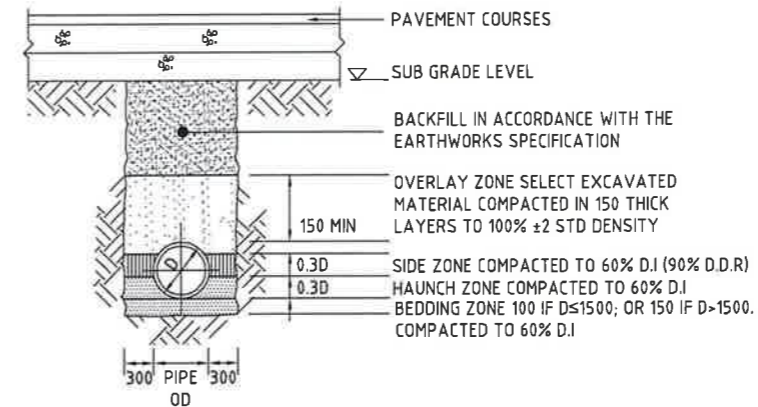 PAVEMENT COURSES
SUB GRADE LEVEL
BACKFILL IN ACCORDANCE WITH THE
EARTHWORKS SPECIFICATION
OVERLAY ZONE SELECT EXCAVATED
MATERIAL COMPACTED IN 150 THICK
LAYERS TO 100% ±2 STD DENSITY
150 MIN
0.3D
SIDE ZONE COMPACTED TO 60% D.I (90% D.D.R)
D
0.3D
HAUNCH ZONE COMPACTED TO 60% D.I
BEDDING ZONE 100 IF D≤1500; OR 150 IF D>1500.
COMPACTED TO 60% D.I
300 PIPE 300
OD